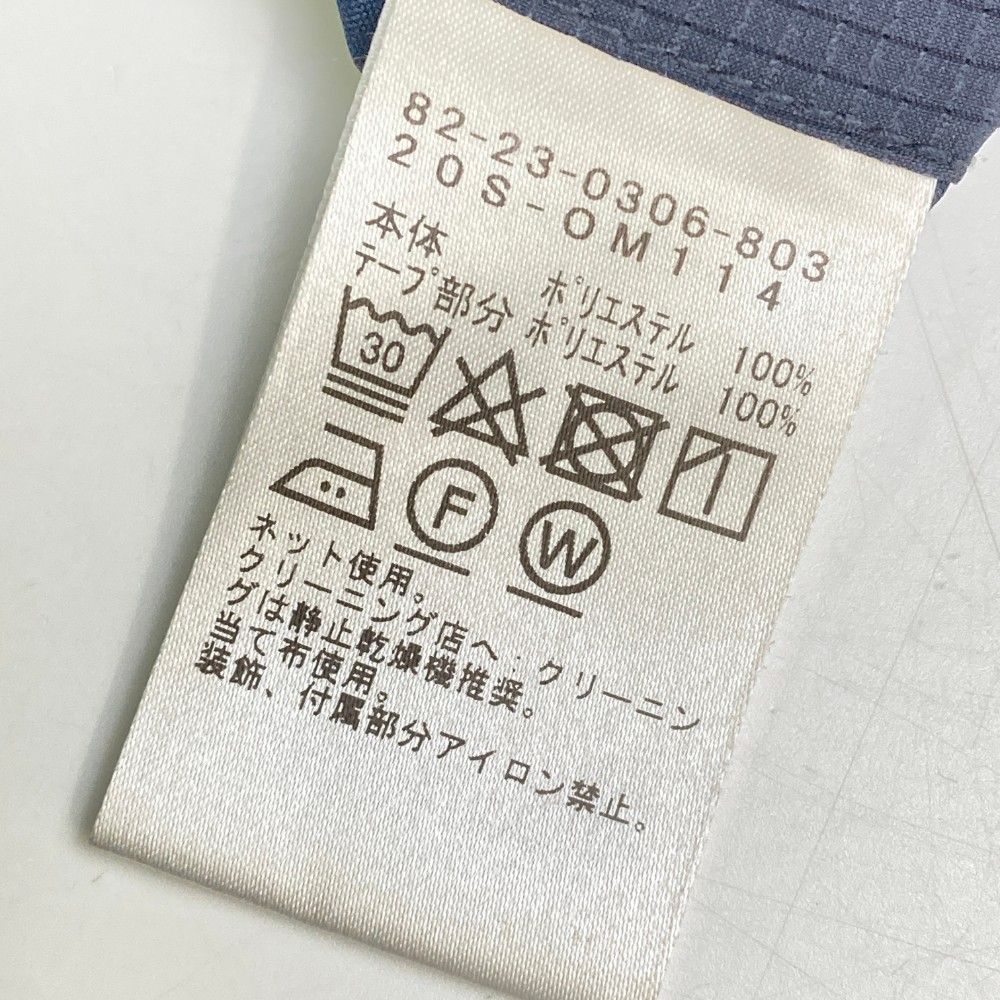 82-23-0306-803
20S-OM114
本体 ポリエステル 100%
テープ部分 ポリエステル 100%
30
F
W
ネット使用。
クリーニング店へ:クリーニン
グは静止乾燥機推奨。
当て布使用。
装飾、付属部分アイロン禁止。